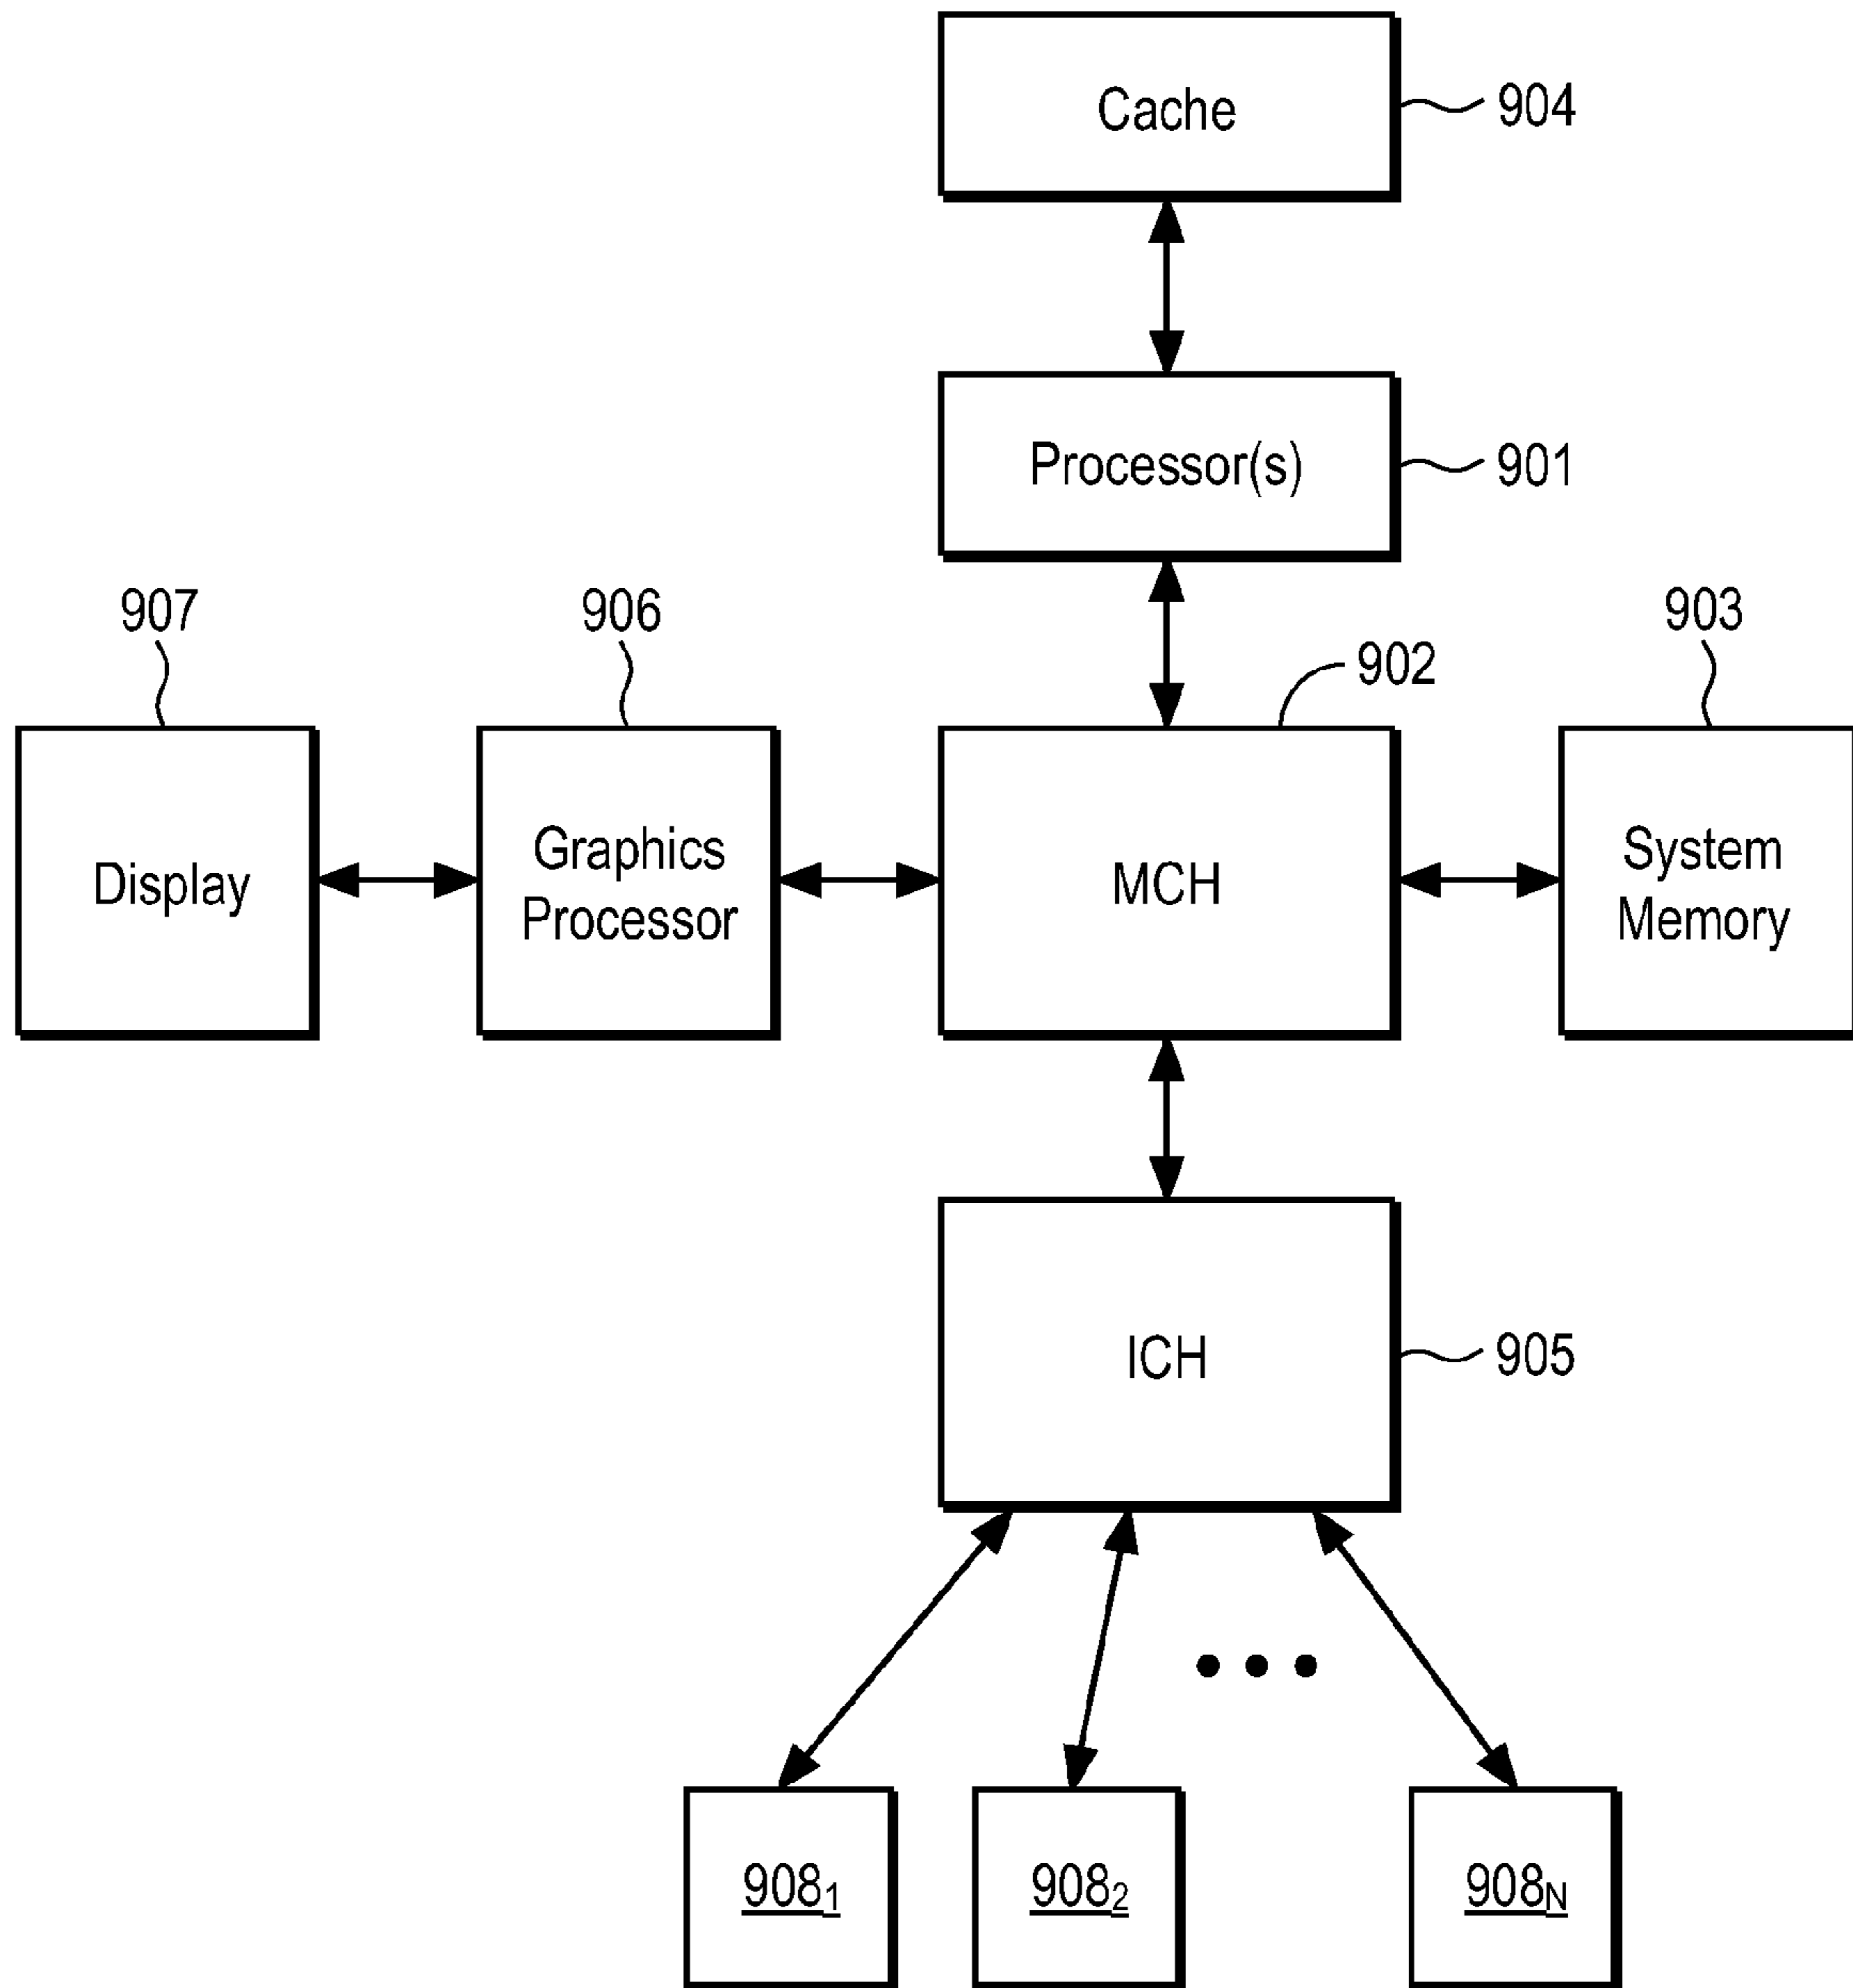 Cache
904
Processor(s)
901
907
906
903
902
Display
Graphics
Processor
MCH
System
Memory
ICH
905
908₁
908₂
908N